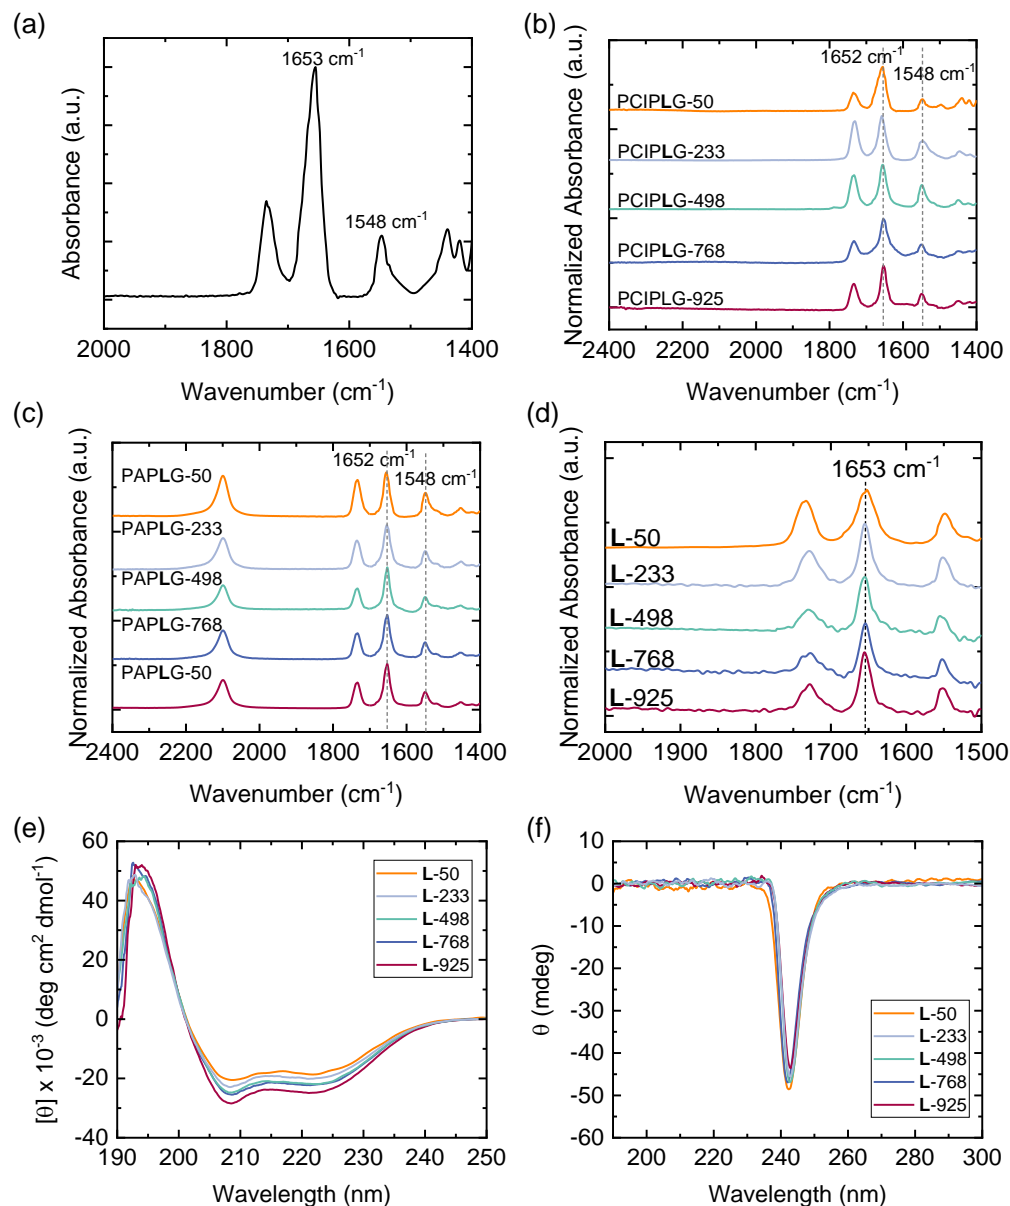 (a)
1653 cm⁻¹
1548 cm⁻¹
Absorbance (a.u.)
2000 1800 1600 1400
Wavenumber (cm⁻¹)
(b)
1652 cm⁻¹
1548 cm⁻¹
PCIPLG-50
PCIPLG-233
PCIPLG-498
PCIPLG-768
PCIPLG-925
Normalized Absorbance (a.u.)
2400 2200 2000 1800 1600 1400
Wavenumber (cm⁻¹)
(c)
1652 cm⁻¹
1548 cm⁻¹
PAPLG-50
PAPLG-233
PAPLG-498
PAPLG-768
PAPLG-50
Normalized Absorbance (a.u.)
2400 2200 2000 1800 1600 1400
Wavenumber (cm⁻¹)
(d)
1653 cm⁻¹
L-50
L-233
L-498
L-768
L-925
Normalized Absorbance (a.u.)
2000 1900 1800 1700 1600 1500
Wavenumber (cm⁻¹)
(e)
60
40
20
0
-20
-40
[θ] x 10⁻³ (deg cm² dmol⁻¹)
L-50
L-233
L-498
L-768
L-925
190 200 210 220 230 240 250
Wavelength (nm)
(f)
10
0
-10
-20
-30
-40
-50
-60
θ (mdeg)
L-50
L-233
L-498
L-768
L-925
200 220 240 260 280 300
Wavelength (nm)